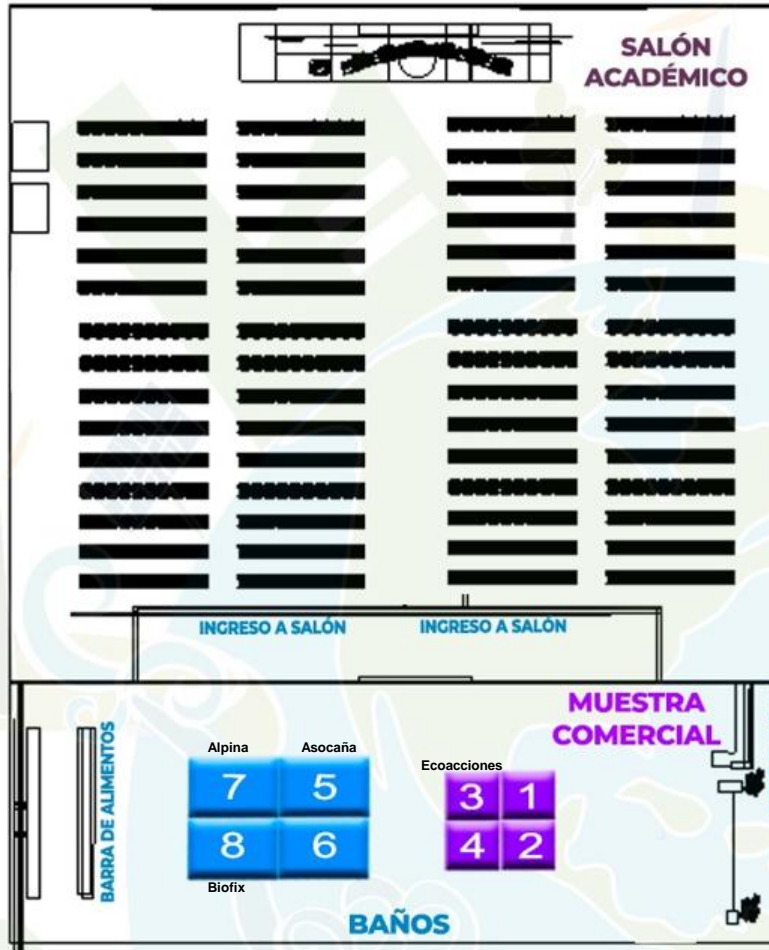 SALÓN
ACADÉMICO
INGRESO A SALÓN
INGRESO A SALÓN
MUESTRA
COMERCIAL
BARRA DE ALIMENTOS
Alpina
Asocaña
Ecoacciones
7
5
3
1
8
6
4
2
Biofix
BAÑOS